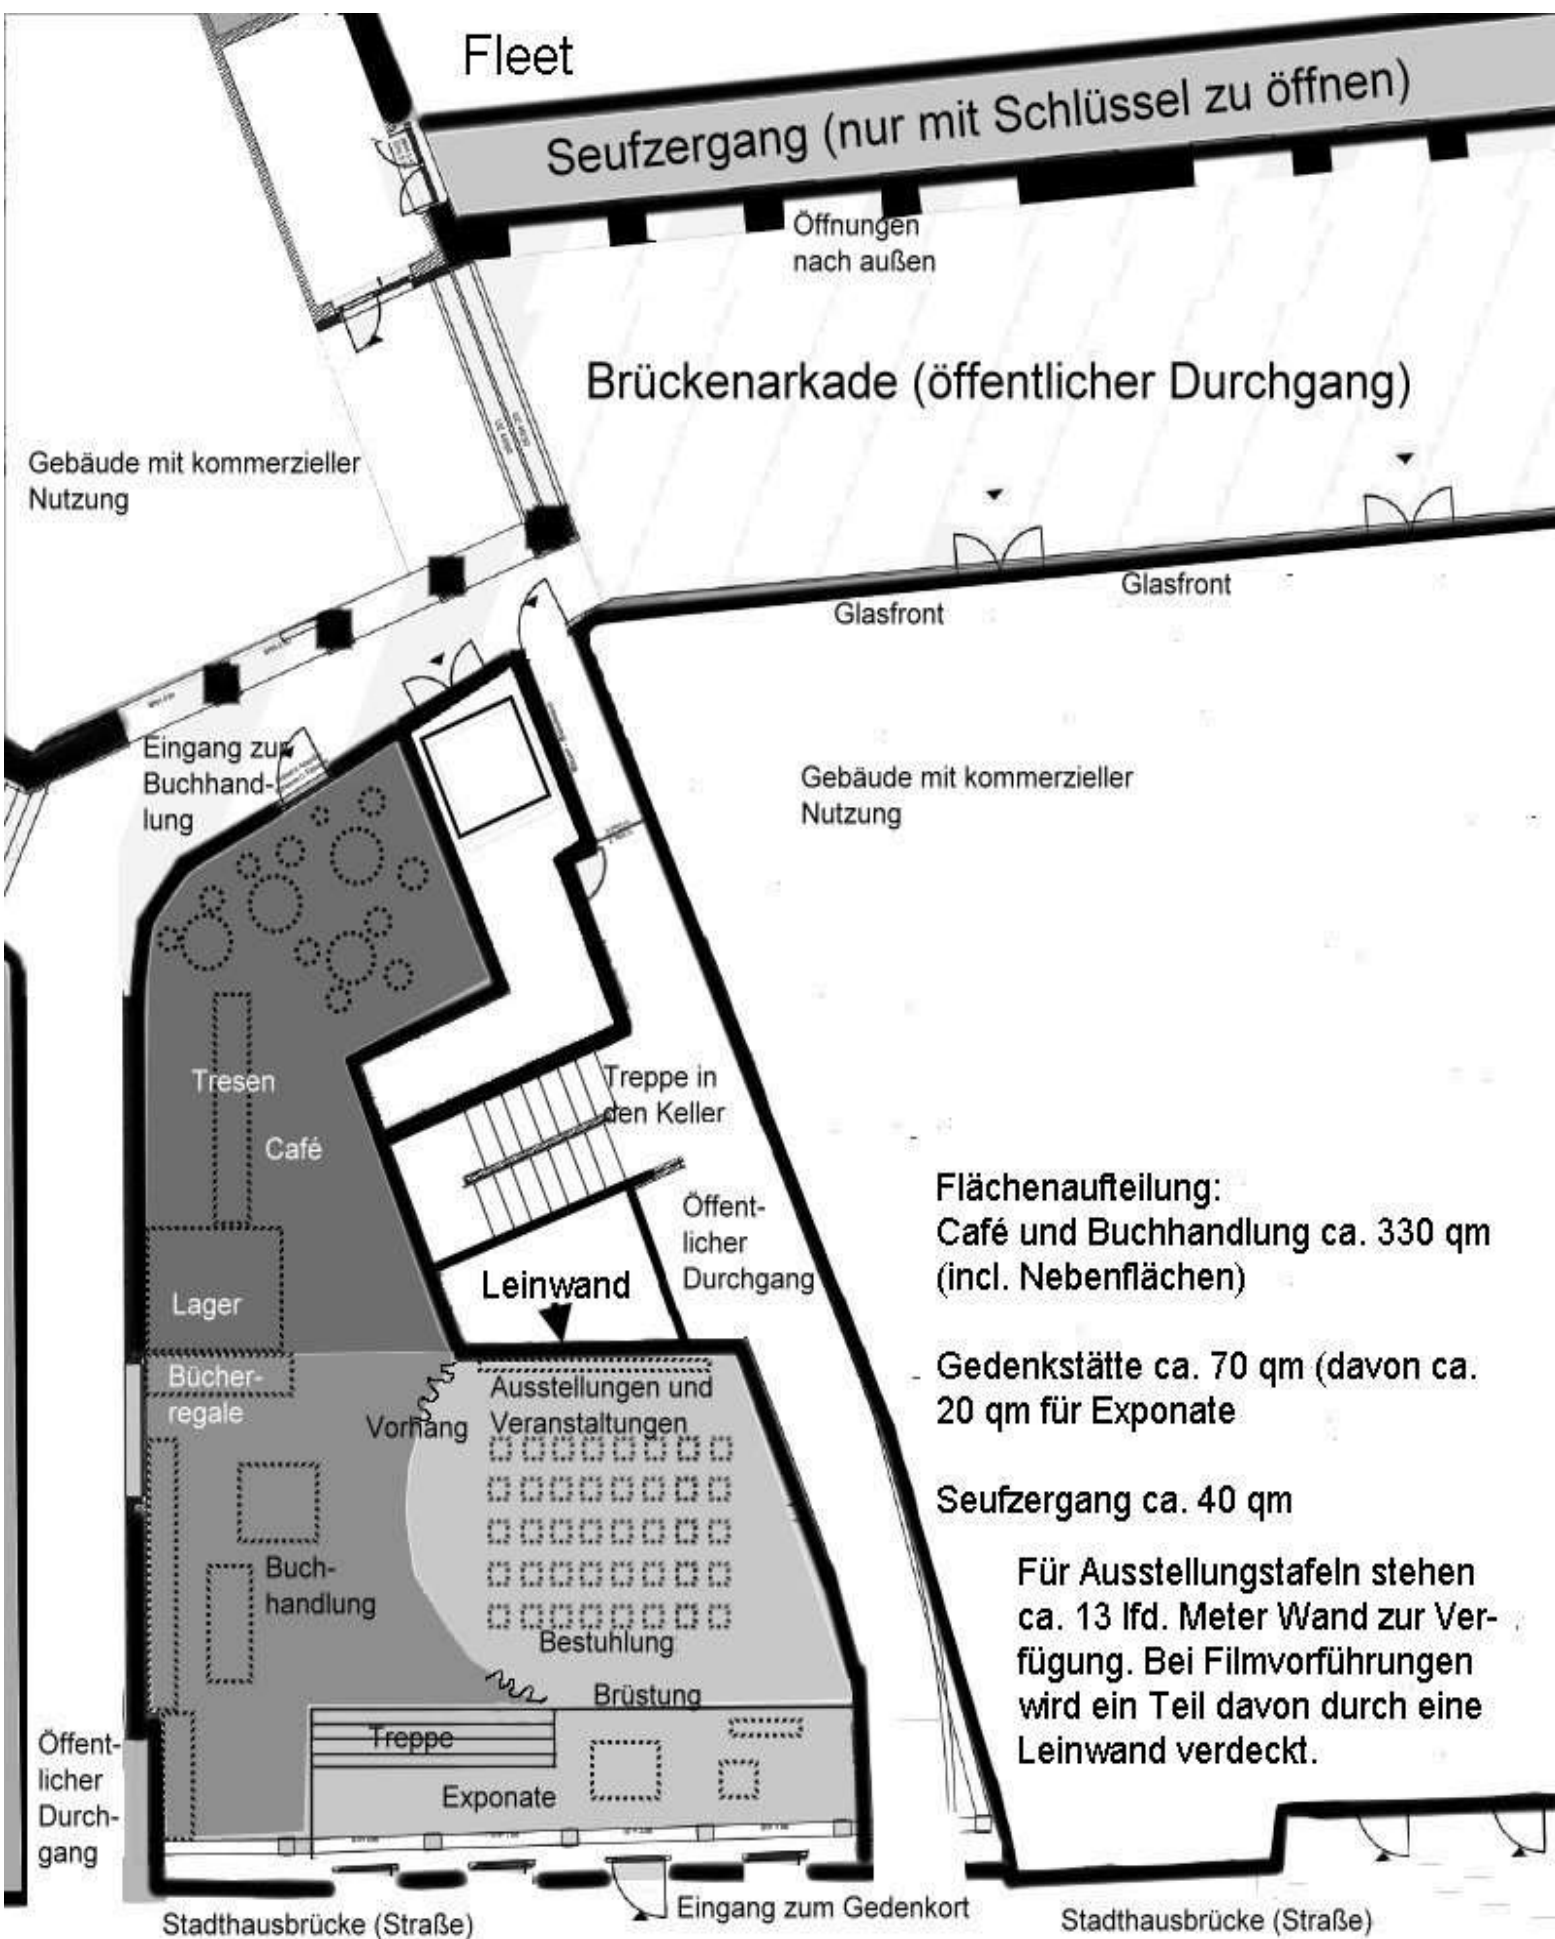 Fleet
Seufzergang (nur mit Schlüssel zu öffnen)
Öffnungen
nach außen
Brückenarkade (öffentlicher Durchgang)
Gebäude mit kommerzieller
Nutzung
Glasfront
Glasfront
Eingang zur
Buchhand-
lung
Gebäude mit kommerzieller
Nutzung
Tresen
Café
Treppe in
den Keller
Öffent-
licher
Durchgang
Lager
Leinwand
Flächenaufteilung:
Café und Buchhandlung ca. 330 qm
(incl. Nebenflächen)
Gedenkstätte ca. 70 qm (davon ca.
20 qm für Exponate
Seufzergang ca. 40 qm
Für Ausstellungstafeln stehen
ca. 13 lfd. Meter Wand zur Ver-
fügung. Bei Filmvorführungen
wird ein Teil davon durch eine
Leinwand verdeckt.
Bücher-
regale
Vorhang
Ausstellungen und
Veranstaltungen
Buch-
handlung
Bestuhlung
Brüstung
Treppe
Exponate
Öffent-
licher
Durch-
gang
Stadthausbrücke (Straße)
Eingang zum Gedenkort
Stadthausbrücke (Straße)